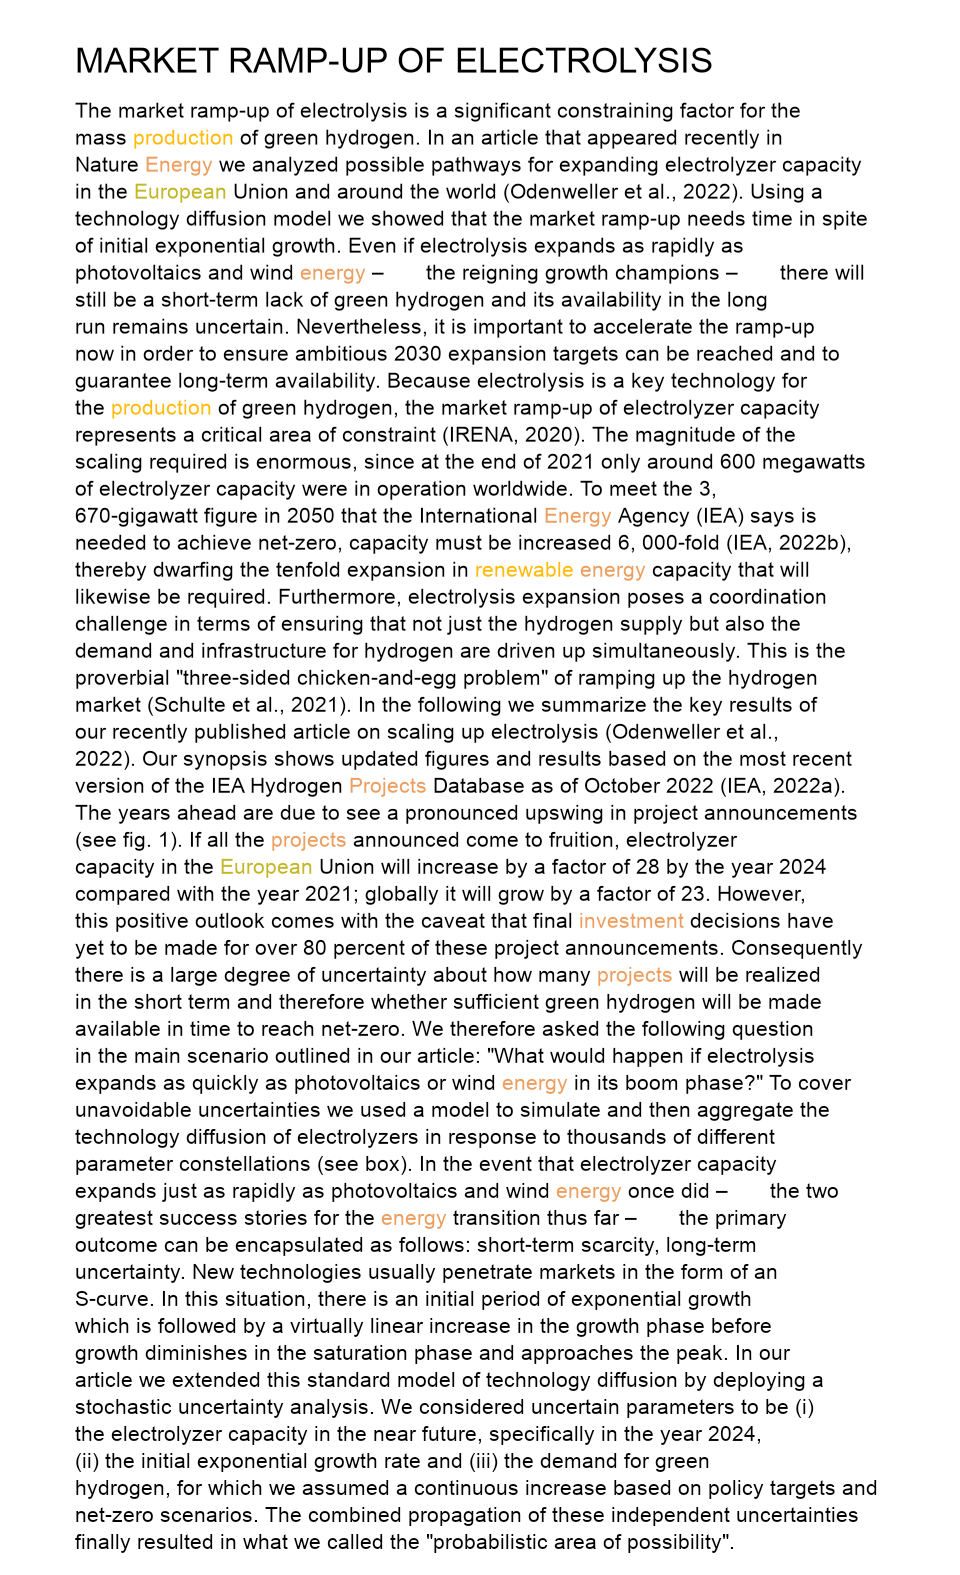 MARKET RAMP-UP OF ELECTROLYSIS
The market ramp-up of electrolysis is a significant constraining factor for the
mass production of green hydrogen. In an article that appeared recently in
Nature Energy we analyzed possible pathways for expanding electrolyzer capacity
in the European Union and around the world (Odenweller et al., 2022). Using a
technology diffusion model we showed that the market ramp-up needs time in spite
of initial exponential growth. Even if electrolysis expands as rapidly as
photovoltaics and wind energy – the reigning growth champions – there will
still be a short-term lack of green hydrogen and its availability in the long
run remains uncertain. Nevertheless, it is important to accelerate the ramp-up
now in order to ensure ambitious 2030 expansion targets can be reached and to
guarantee long-term availability. Because electrolysis is a key technology for
the production of green hydrogen, the market ramp-up of electrolyzer capacity
represents a critical area of constraint (IRENA, 2020). The magnitude of the
scaling required is enormous, since at the end of 2021 only around 600 megawatts
of electrolyzer capacity were in operation worldwide. To meet the 3,
670-gigawatt figure in 2050 that the International Energy Agency (IEA) says is
needed to achieve net-zero, capacity must be increased 6, 000-fold (IEA, 2022b),
thereby dwarfing the tenfold expansion in renewable energy capacity that will
likewise be required. Furthermore, electrolysis expansion poses a coordination
challenge in terms of ensuring that not just the hydrogen supply but also the
demand and infrastructure for hydrogen are driven up simultaneously. This is the
proverbial "three-sided chicken-and-egg problem" of ramping up the hydrogen
market (Schulte et al., 2021). In the following we summarize the key results of
our recently published article on scaling up electrolysis (Odenweller et al.,
2022). Our synopsis shows updated figures and results based on the most recent
version of the IEA Hydrogen Projects Database as of October 2022 (IEA, 2022a).
The years ahead are due to see a pronounced upswing in project announcements
(see fig. 1). If all the projects announced come to fruition, electrolyzer
capacity in the European Union will increase by a factor of 28 by the year 2024
compared with the year 2021; globally it will grow by a factor of 23. However,
this positive outlook comes with the caveat that final investment decisions have
yet to be made for over 80 percent of these project announcements. Consequently
there is a large degree of uncertainty about how many projects will be realized
in the short term and therefore whether sufficient green hydrogen will be made
available in time to reach net-zero. We therefore asked the following question
in the main scenario outlined in our article: "What would happen if electrolysis
expands as quickly as photovoltaics or wind energy in its boom phase?" To cover
unavoidable uncertainties we used a model to simulate and then aggregate the
technology diffusion of electrolyzers in response to thousands of different
parameter constellations (see box). In the event that electrolyzer capacity
expands just as rapidly as photovoltaics and wind energy once did – the two
greatest success stories for the energy transition thus far – the primary
outcome can be encapsulated as follows: short-term scarcity, long-term
uncertainty. New technologies usually penetrate markets in the form of an
S-curve. In this situation, there is an initial period of exponential growth
which is followed by a virtually linear increase in the growth phase before
growth diminishes in the saturation phase and approaches the peak. In our
article we extended this standard model of technology diffusion by deploying a
stochastic uncertainty analysis. We considered uncertain parameters to be (i)
the electrolyzer capacity in the near future, specifically in the year 2024,
(ii) the initial exponential growth rate and (iii) the demand for green
hydrogen, for which we assumed a continuous increase based on policy targets and
net-zero scenarios. The combined propagation of these independent uncertainties
finally resulted in what we called the "probabilistic area of possibility".